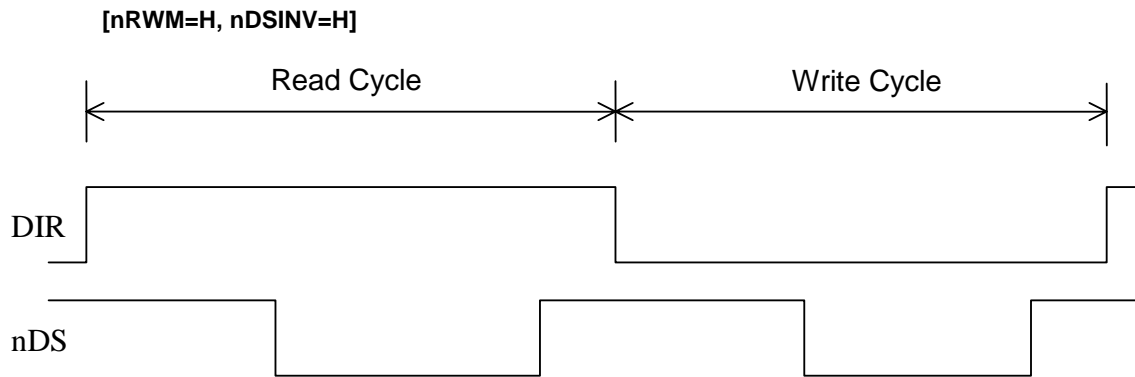 [nRWM=H, nDSINV=H]
Read Cycle Write Cycle
DIR
nDS